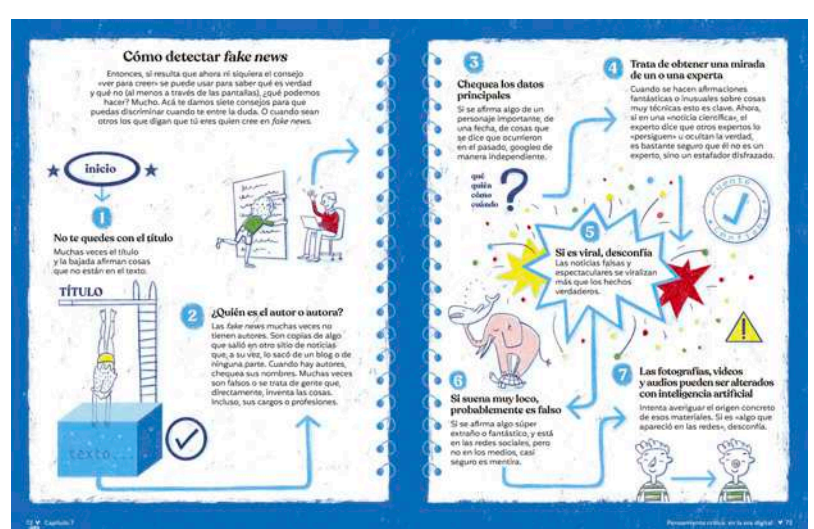 Cómo detectar fake news
Entonces, si resulta que ahora ni siquiera el consejo
«ver para creer» se puede usar para saber qué es verdad
y qué no (al menos a través de las pantallas), ¿qué podemos
hacer? Mucho. Acá te damos siete consejos para que
puedas discriminar cuando te entre la duda. O cuando sean
otros los que digan que tú eres quien cree en fake news.
inicio
1
No te quedes con el título
Muchas veces el título
y la bajada afirman cosas
que no están en el texto.
TÍTULO
texto...
2
¿Quién es el autor o autora?
Las fake news muchas veces no
tienen autores. Son copias de algo
que salió en otro sitio de noticias
que, a su vez, lo sacó de un blog o de
ninguna parte. Cuando hay autores,
chequea sus nombres. Muchas veces
son falsos o se trata de gente que,
directamente, inventa las cosas.
Incluso, sus cargos o profesiones.
72 Capítulo 7
3
Chequea los datos
principales
Si se afirma algo de un
personaje importante, de
una fecha, de cosas que
se dice que ocurrieron
en el pasado, googleo de
manera independiente.
qué
quién
cómo
cuándo
?
4
Trata de obtener una mirada
de un o una experta
Cuando se hacen afirmaciones
fantásticas o inusuales sobre cosas
muy técnicas esto es clave. Ahora,
si en una «noticia científica», el
experto dice que otros expertos lo
«persiguen» u ocultan la verdad,
es bastante seguro que él no es un
experto, sino un estafador disfrazado.
fuente
5
Si es viral, desconfía
Las noticias falsas y
espectaculares se viralizan
más que los hechos
verdaderos.
6
Si suena muy loco,
probablemente es falso
Si se afirma algo súper
extraño o fantástico, y está
en las redes sociales, pero
no en los medios, casi
seguro es mentira.
7
Las fotografías, videos
y audios pueden ser alterados
con inteligencia artificial
Intenta averiguar el origen concreto
de esos materiales. Si es «algo que
apareció en las redes», desconfía.
Pensamiento crítico en la era digital 73